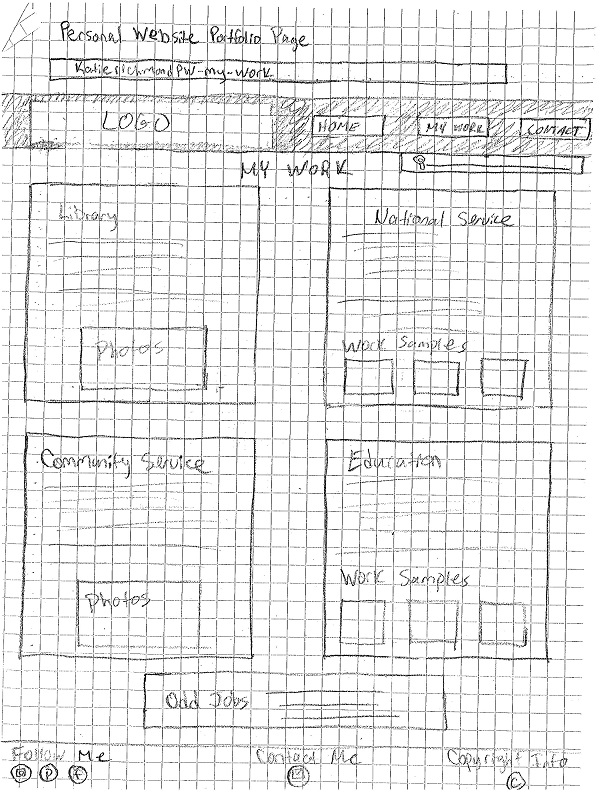 Personal Website Portfolio Page
KatierichmondPW-my-work
LOGO
HOME
MY WORK
CONTACT
MY WORK
Library
Photos
National Service
Work Samples
Community Service
Photos
Education
Work Samples
Odd Jobs
Follow Me
Contact Me
Copyright Info
P f
C